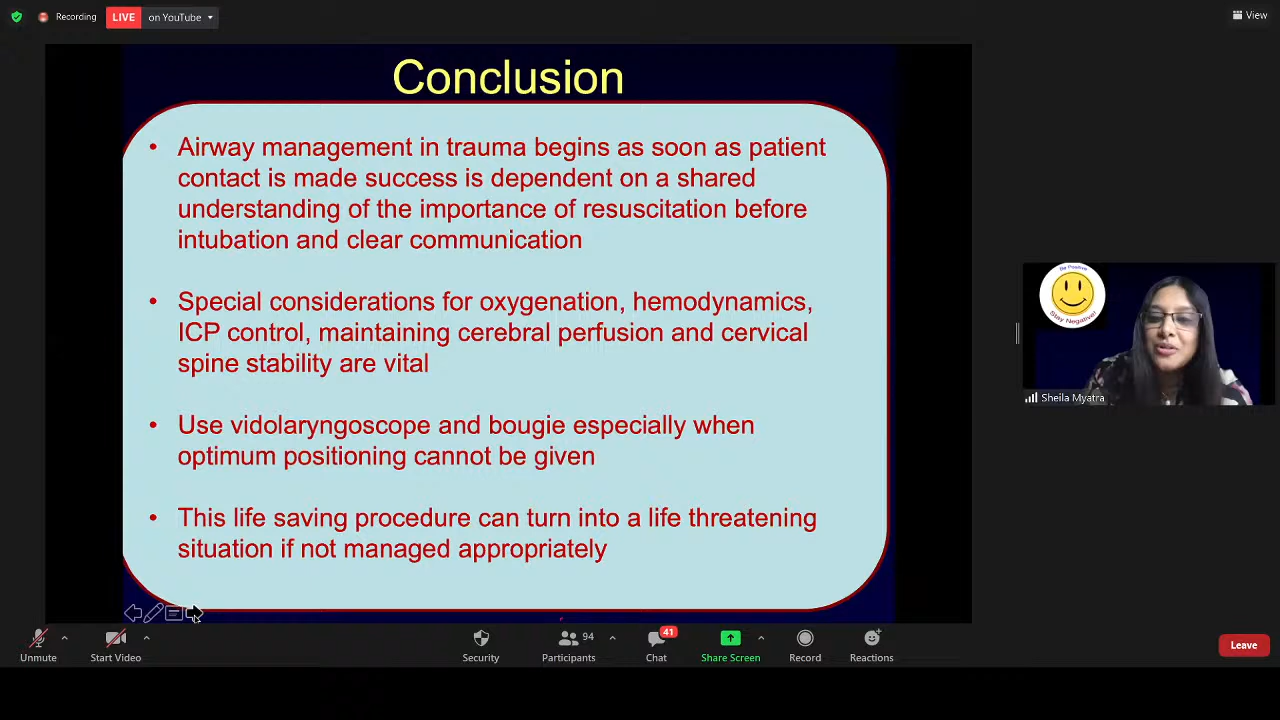 Recording
LIVE on YouTube
View
Conclusion
• Airway management in trauma begins as soon as patient
contact is made success is dependent on a shared
understanding of the importance of resuscitation before
intubation and clear communication
• Special considerations for oxygenation, hemodynamics,
ICP control, maintaining cerebral perfusion and cervical
spine stability are vital
• Use vidolaryngoscope and bougie especially when
optimum positioning cannot be given
• This life saving procedure can turn into a life threatening
situation if not managed appropriately
Be Positive
Stay Negative!
Sheila Myatra
Unmute
Start Video
Security
94
Participants
41
Chat
Share Screen
Record
Reactions
Leave